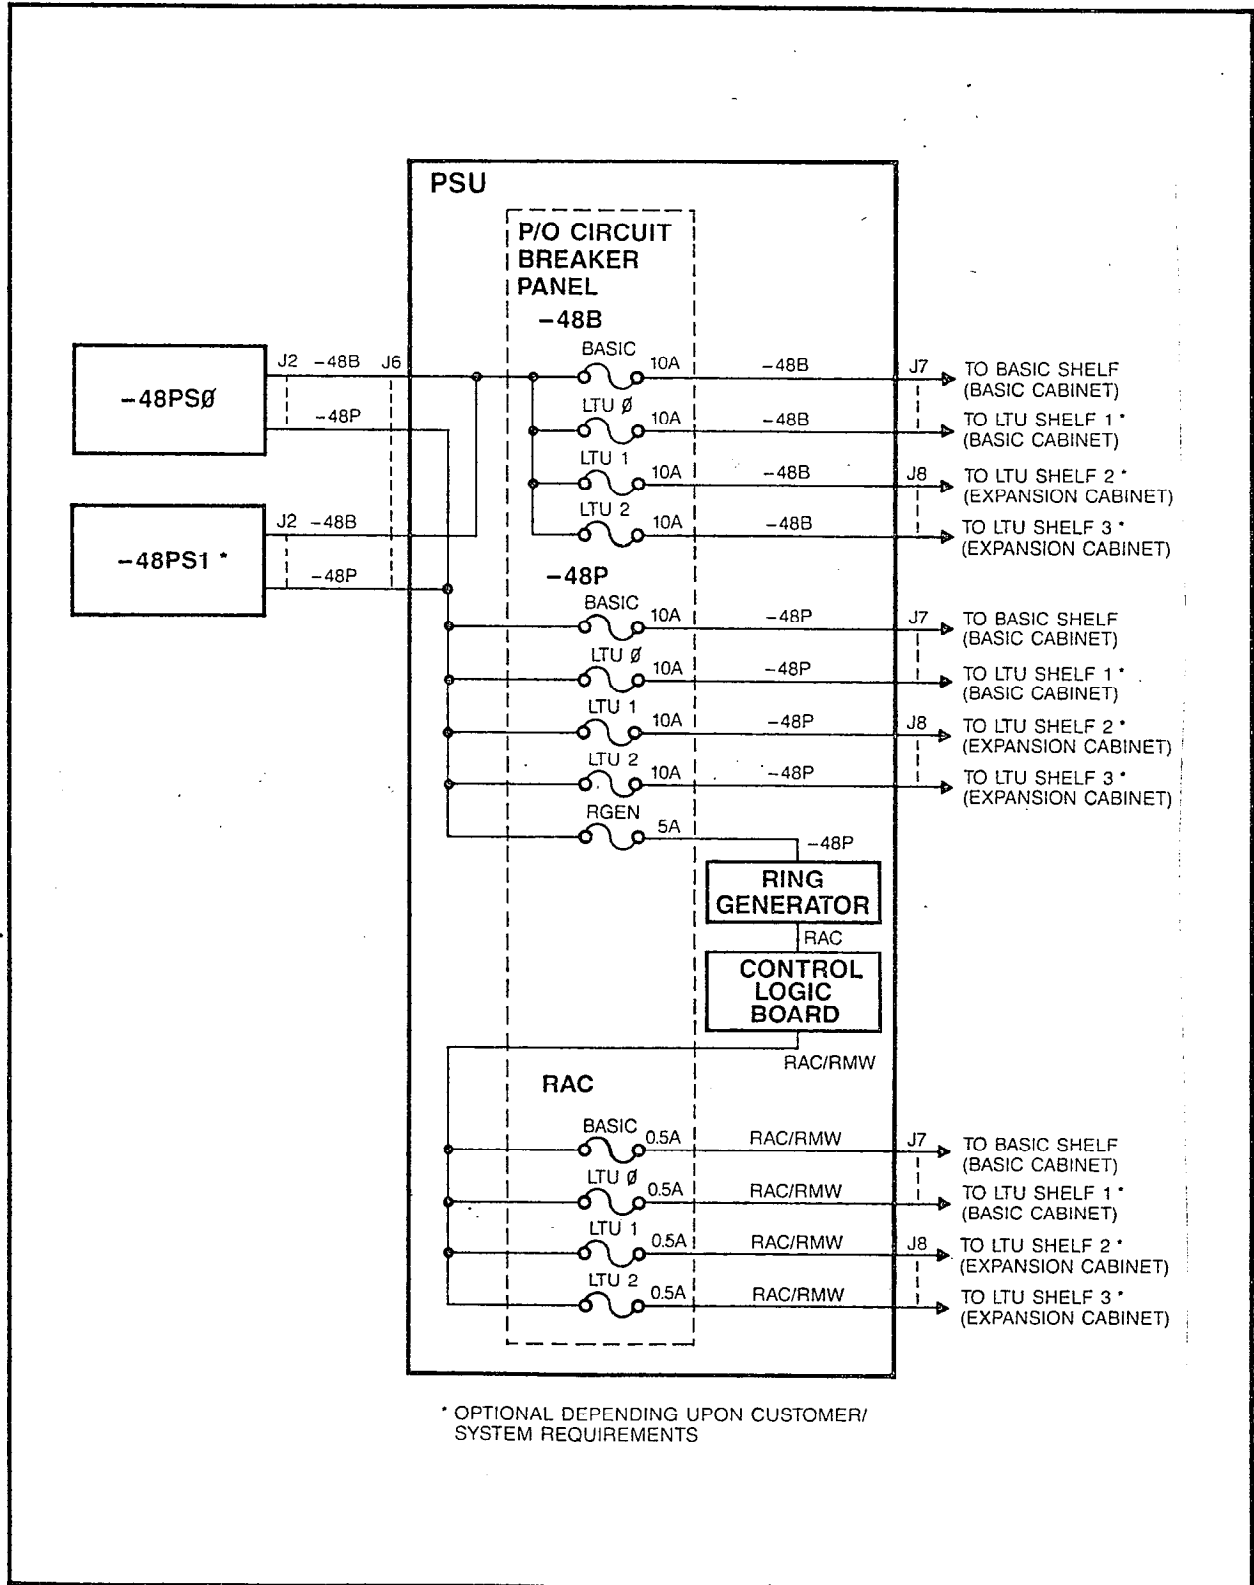 PSU
P/O CIRCUIT
BREAKER
PANEL
-48B
-48PSØ
J2 -48B J6
-48P
-48PS1 *
J2 -48B
-48P
BASIC 10A -48B J7 TO BASIC SHELF
(BASIC CABINET)
LTU Ø 10A -48B TO LTU SHELF 1 *
(BASIC CABINET)
LTU 1 10A -48B J8 TO LTU SHELF 2 *
(EXPANSION CABINET)
LTU 2 10A -48B TO LTU SHELF 3 *
(EXPANSION CABINET)
-48P
BASIC 10A -48P J7 TO BASIC SHELF
(BASIC CABINET)
LTU Ø 10A -48P TO LTU SHELF 1 *
(BASIC CABINET)
LTU 1 10A -48P J8 TO LTU SHELF 2 *
(EXPANSION CABINET)
LTU 2 10A -48P TO LTU SHELF 3 *
(EXPANSION CABINET)
RGEN 5A -48P
RING
GENERATOR
RAC
CONTROL
LOGIC
BOARD
RAC/RMW
RAC
BASIC 0.5A RAC/RMW J7 TO BASIC SHELF
(BASIC CABINET)
LTU Ø 0.5A RAC/RMW TO LTU SHELF 1 *
(BASIC CABINET)
LTU 1 0.5A RAC/RMW J8 TO LTU SHELF 2 *
(EXPANSION CABINET)
LTU 2 0.5A RAC/RMW TO LTU SHELF 3 *
(EXPANSION CABINET)
* OPTIONAL DEPENDING UPON CUSTOMER/
SYSTEM REQUIREMENTS